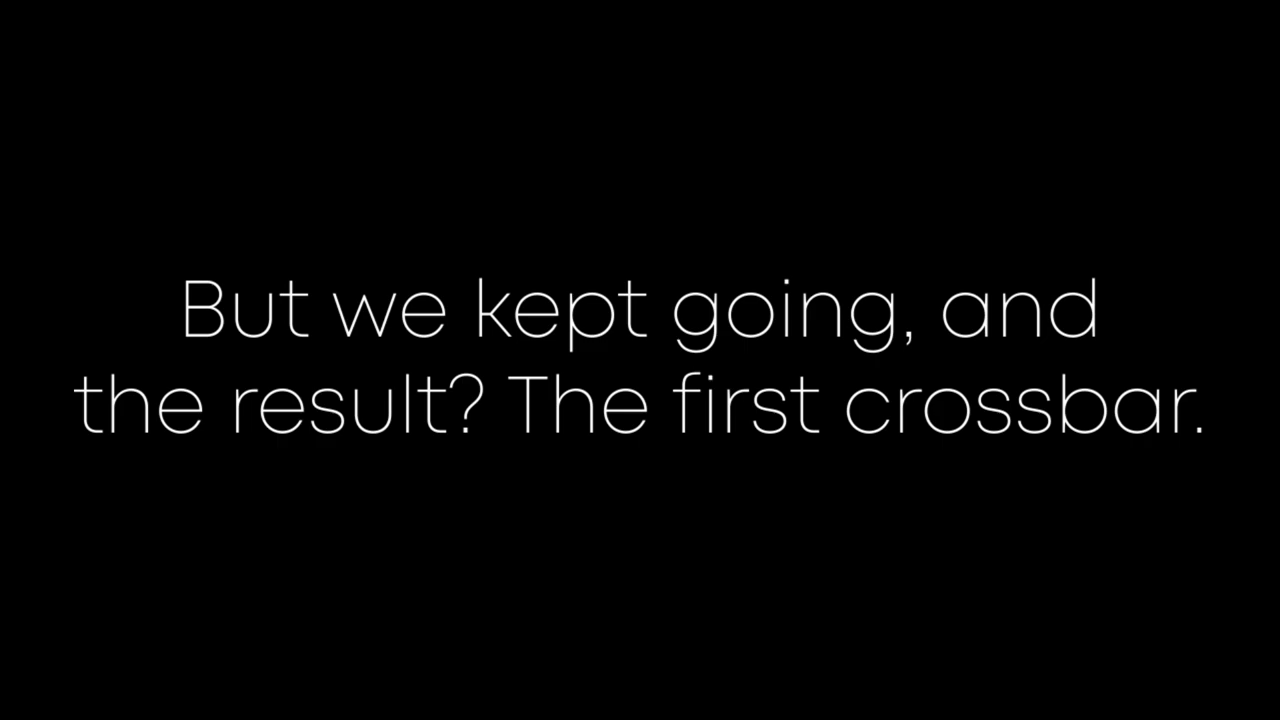 But we kept going, and
the result? The first crossbar.